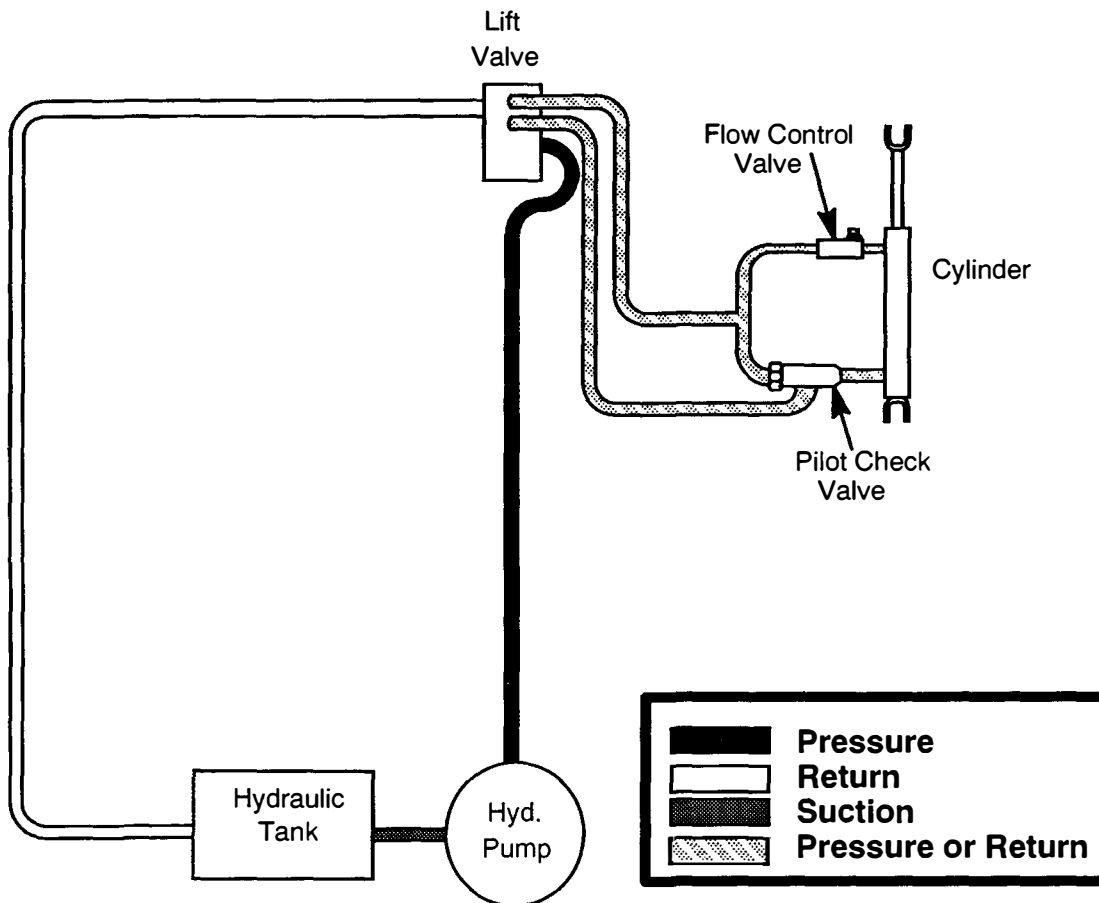 Lift
Valve
Flow Control
Valve
Cylinder
Pilot Check
Valve
Hydraulic
Tank
Hyd.
Pump
Pressure
Return
Suction
Pressure or Return